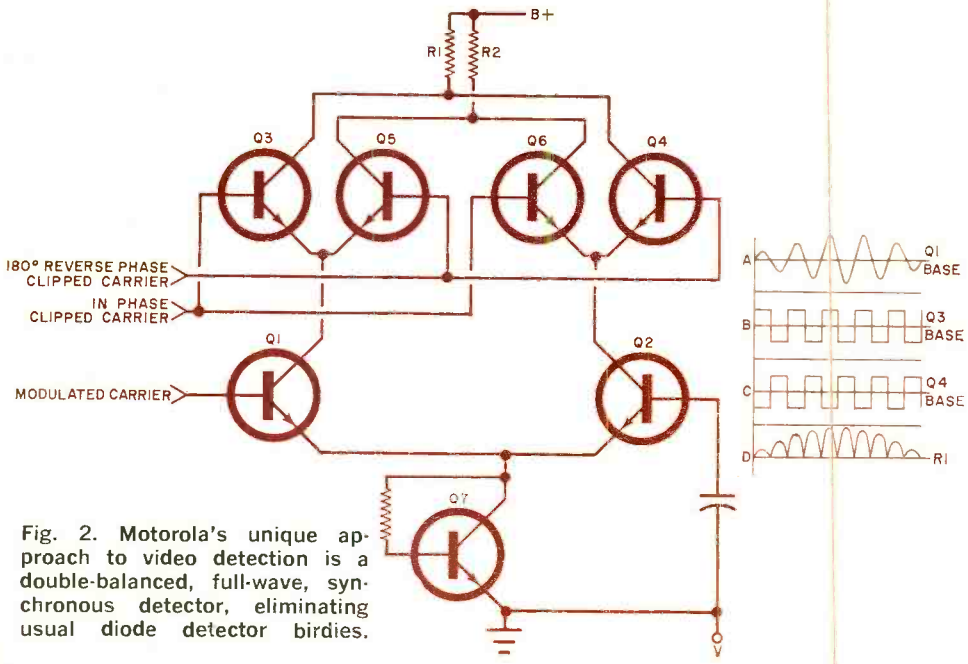 B+
R1
R2
Q3
Q5
Q6
Q4
180° REVERSE PHASE
CLIPPED CARRIER
IN PHASE
CLIPPED CARRIER
Q1
Q2
MODULATED CARRIER
Q7
V
A
Q1
BASE
B
Q3
BASE
C
Q4
BASE
D
R1
Fig. 2. Motorola's unique ap-
proach to video detection is a
double-balanced, full-wave, syn-
chronous detector, eliminating
usual diode detector birdies.